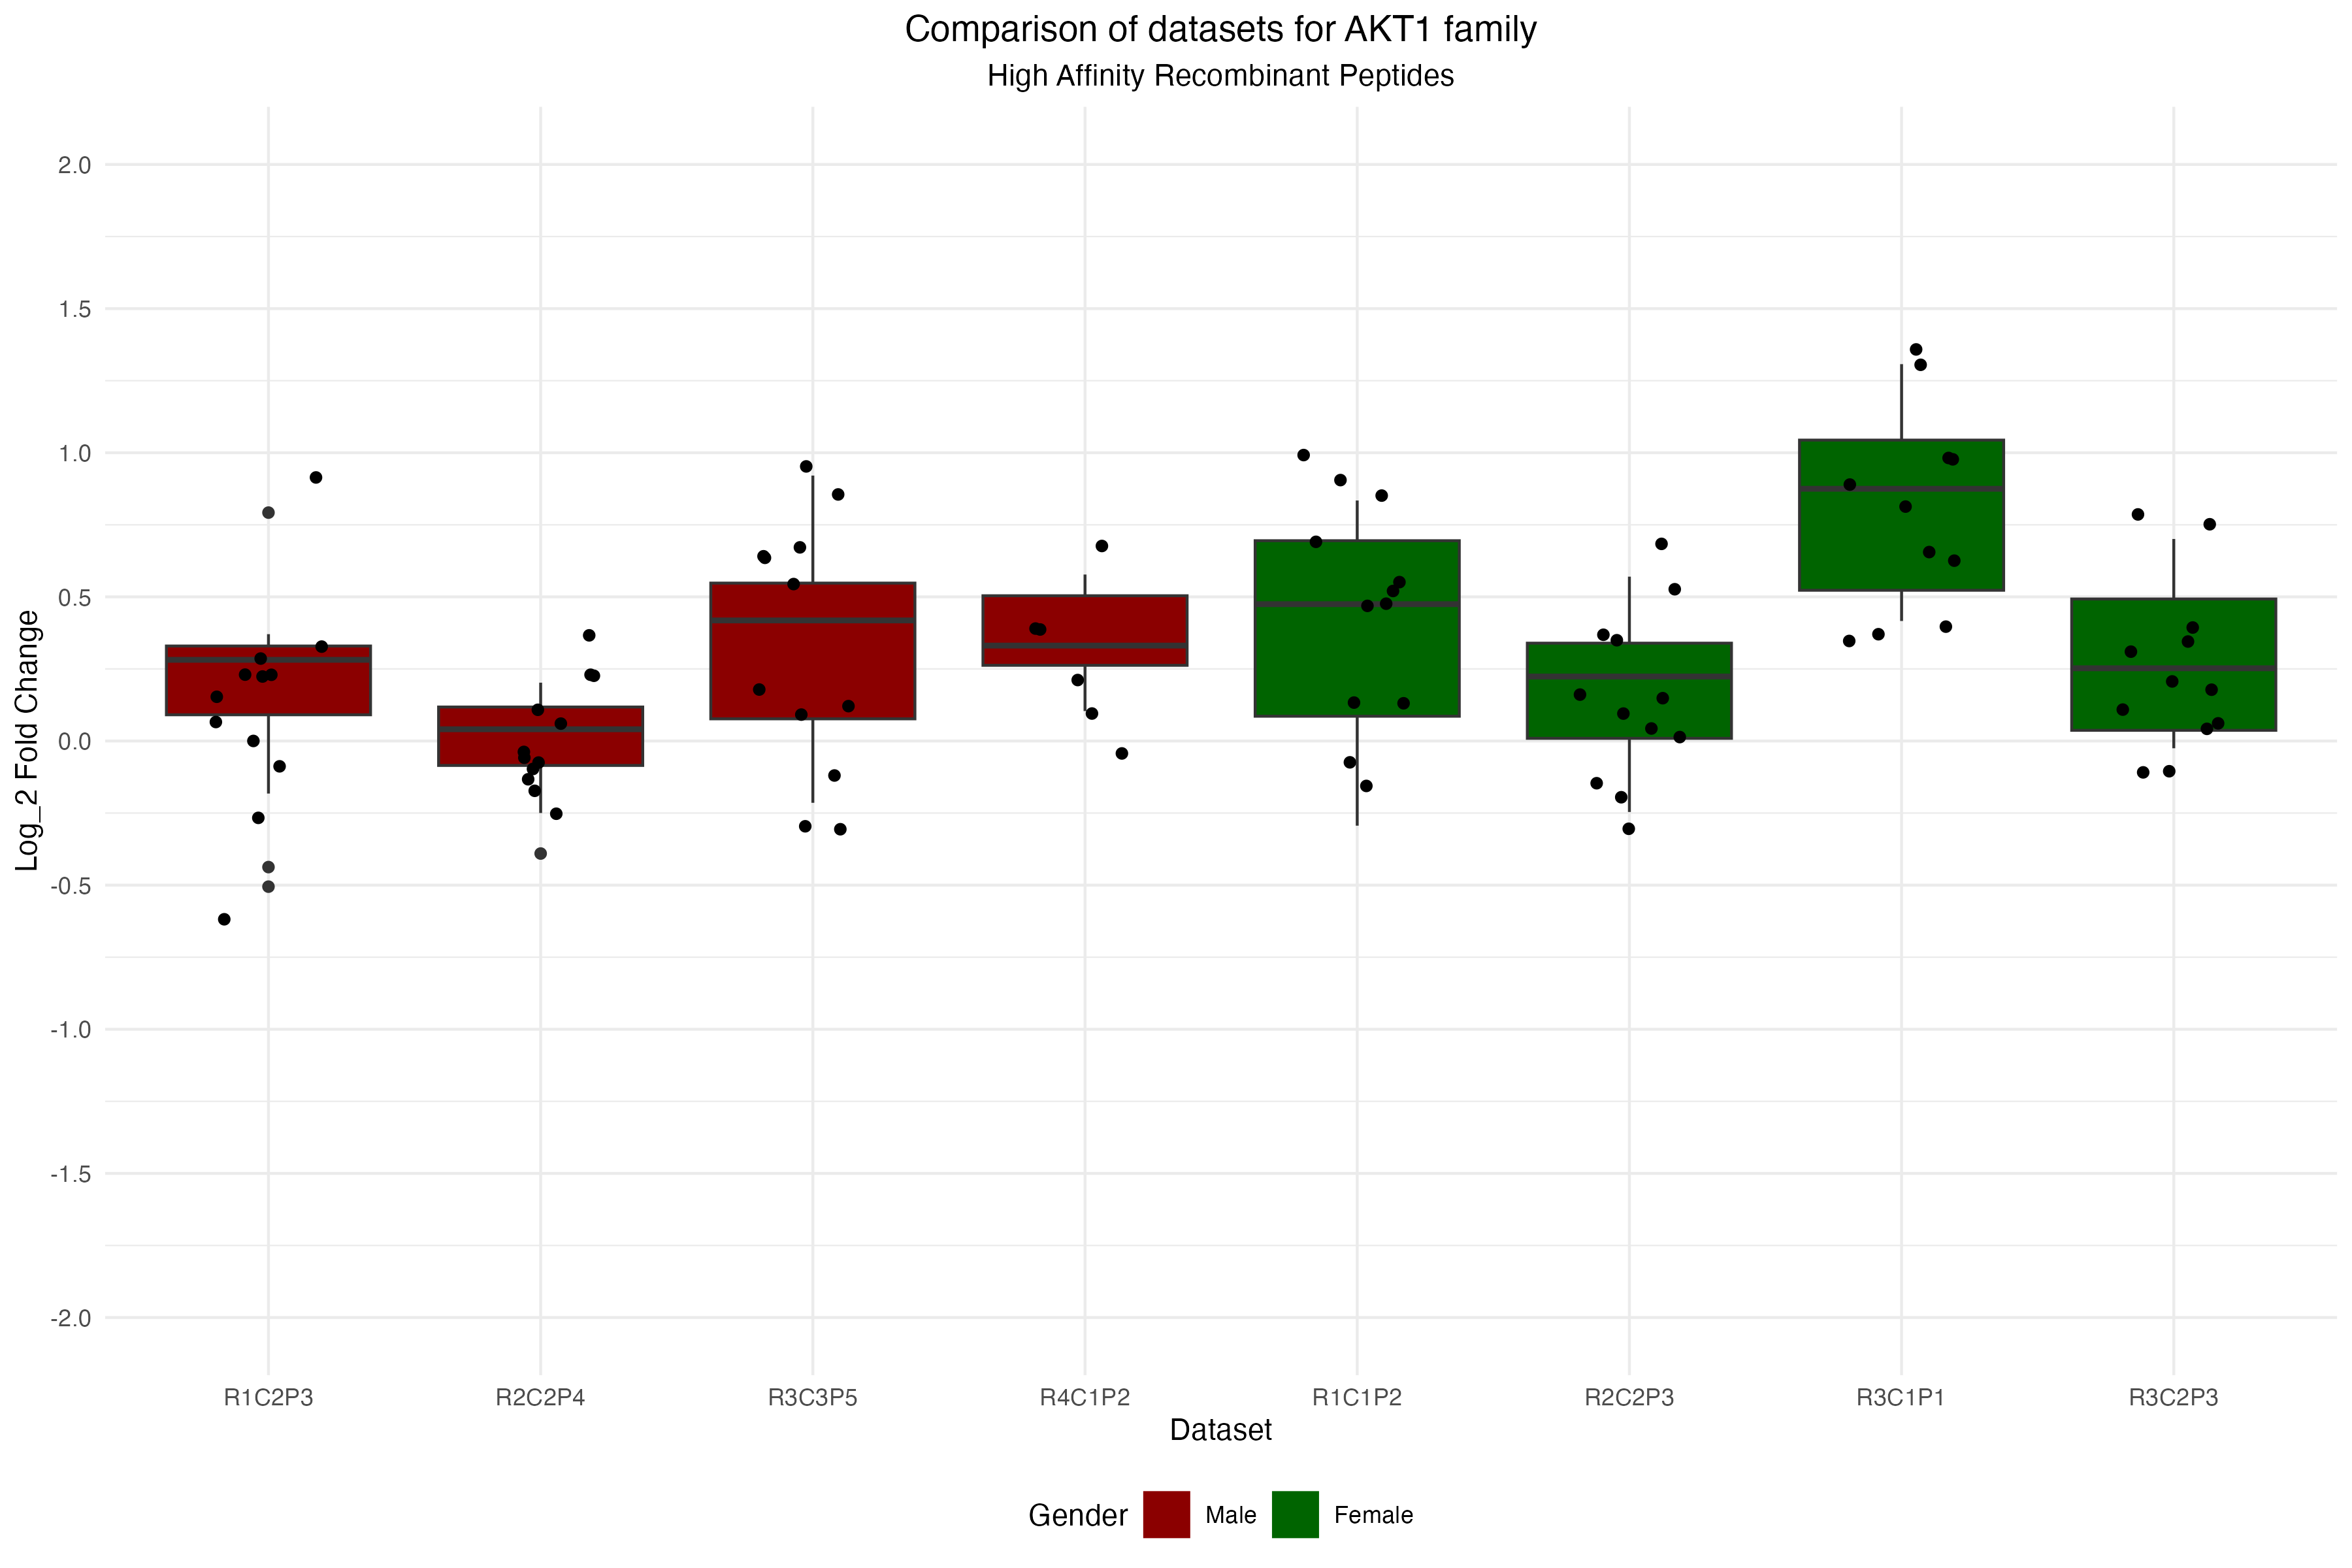 Comparison of datasets for AKT1 family
High Affinity Recombinant Peptides
Log_2 Fold Change
2.0
1.5
1.0
0.5
0.0
-0.5
-1.0
-1.5
-2.0
R1C2P3 R2C2P4 R3C3P5 R4C1P2 R1C1P2 R2C2P3 R3C1P1 R3C2P3
Dataset
Gender Male Female